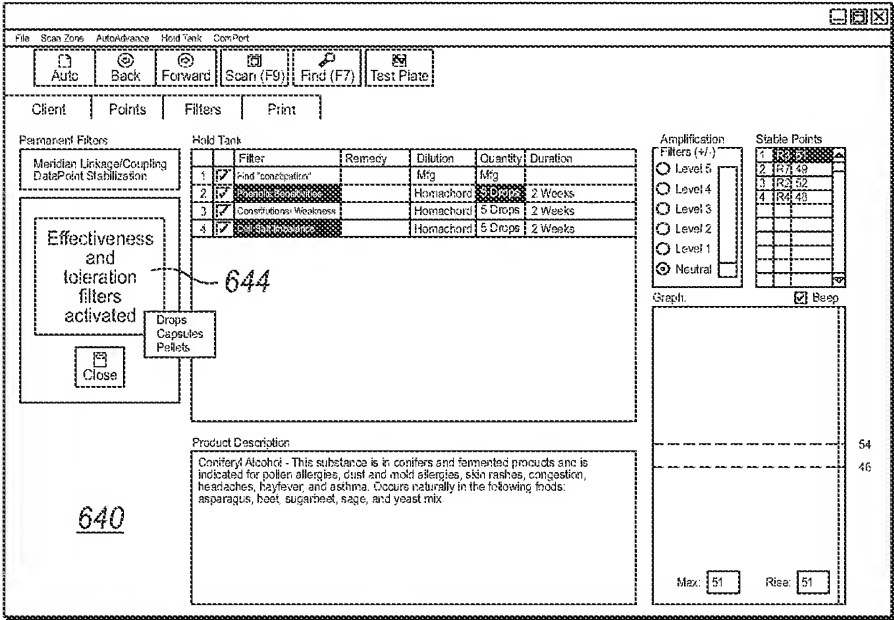 File Scan Zone AutoAdvance Hold Tank ComPort
Auto Back Forward Scan (F9) Find (F7) Test Plate
Client Points Filters Print
Permanent Filters
Meridian Linkage/Coupling
DataPoint Stabilization
Effectiveness
and
toleration
filters
activated
644
Drops
Capsules
Pellets
Close
640
Hold Tank
Filter Remedy Dilution Quantity Duration
1 Find "constipation" Mfg Mfg
2 Homachord 5 Drops 2 Weeks
3 Constitutional Weakness Homachord 5 Drops 2 Weeks
4 Homachord 5 Drops 2 Weeks
Product Description
Coniferyl Alcohol - This substance is in conifers and fermented products and is
indicated for pollen allergies, dust and mold allergies, skin rashes, congestion,
headaches, hayfever, and asthma. Occurs naturally in the following foods:
asparagus, beet, sugarbeet, sage, and yeast mix
Amplification
Filters (+/-)
Level 5
Level 4
Level 3
Level 2
Level 1
Neutral
Stable Points
1
2 R7 49
3 R2 52
4 R4 48
Graph: Beep
54
46
Max: 51 Rise: 51